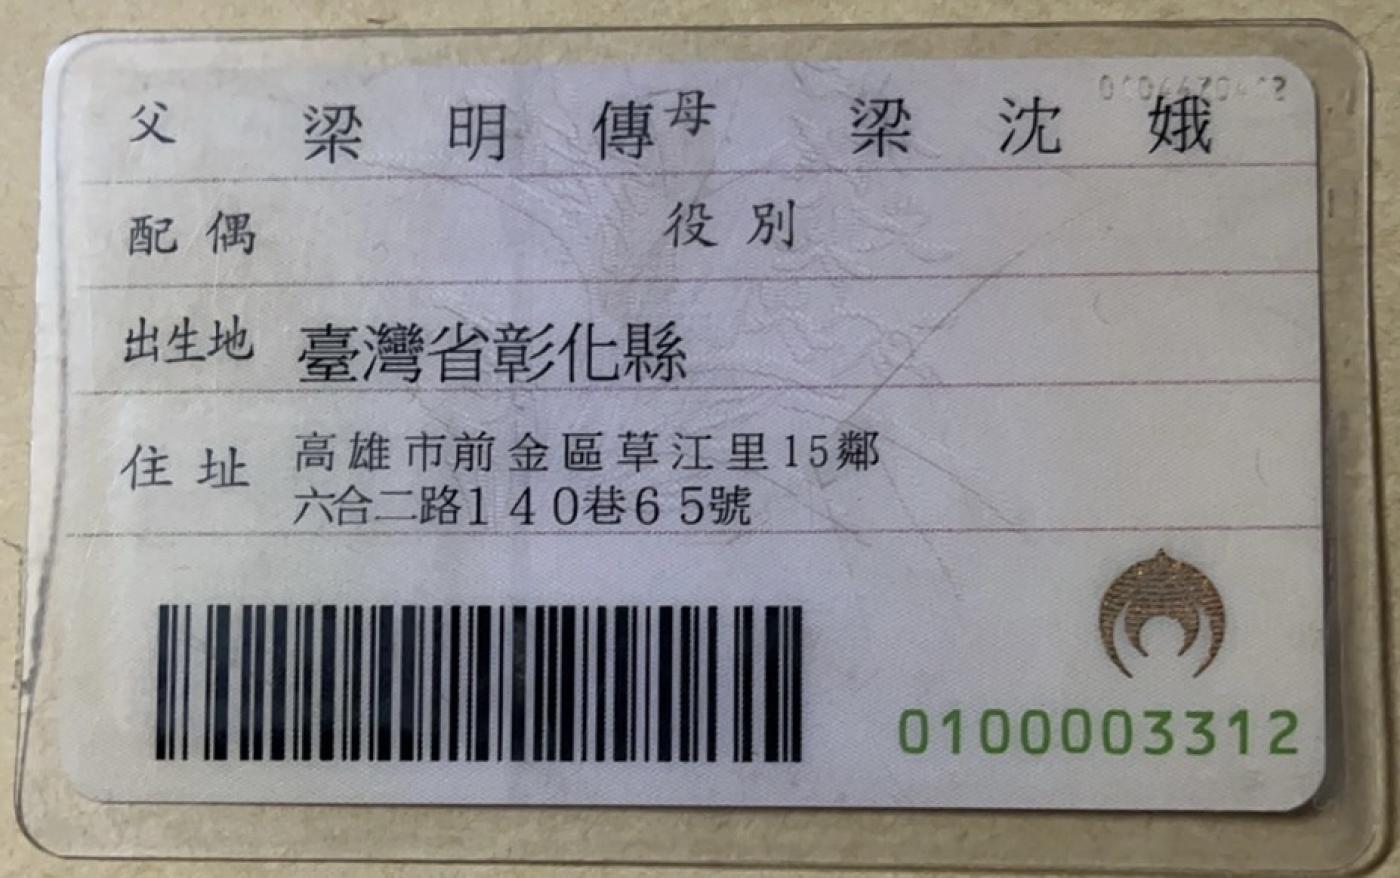 父 梁明傳 母 梁沈娥
配偶 役別
出生地 臺灣省彰化縣
住址 高雄市前金區草江里15鄰
六合二路140巷65號
0100003312